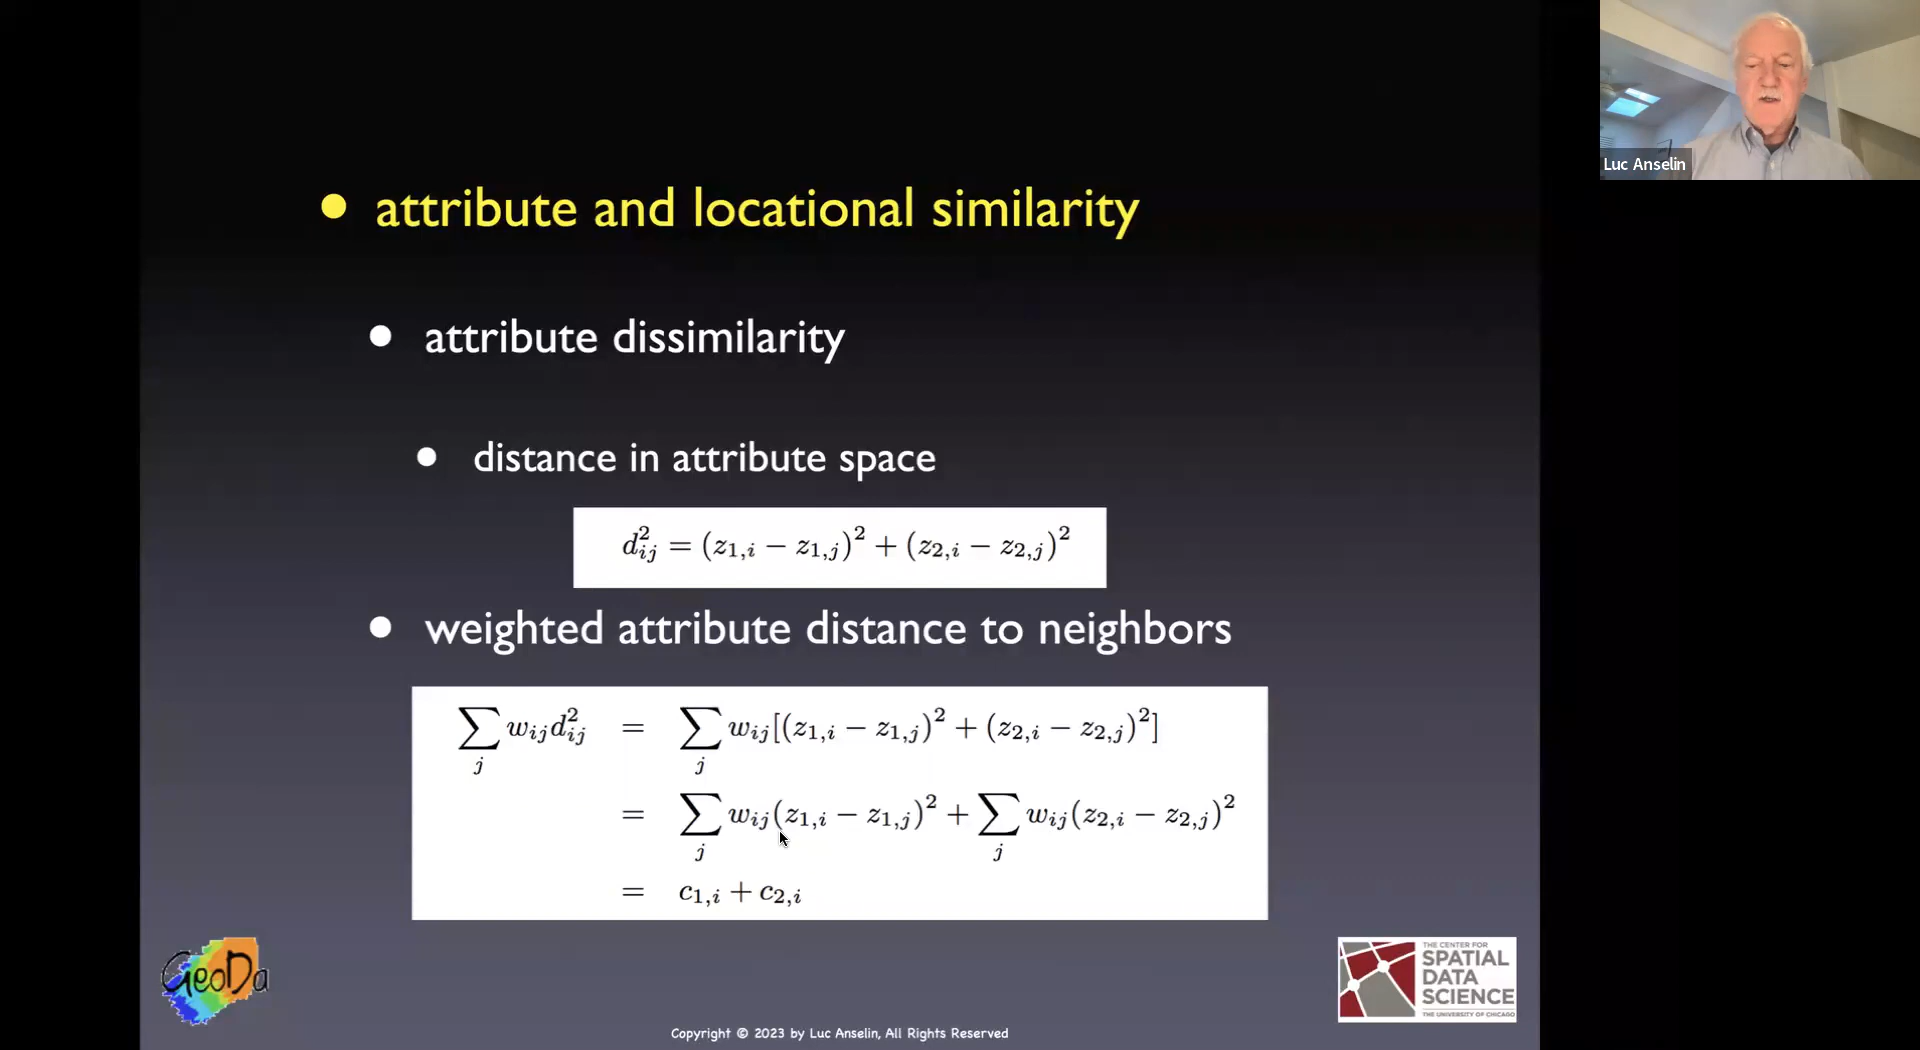 Luc Anselin
• attribute and locational similarity
• attribute dissimilarity
• distance in attribute space
d²ᵢⱼ = (z₁,ᵢ − z₁,ⱼ)² + (z₂,ᵢ − z₂,ⱼ)²
• weighted attribute distance to neighbors
∑ⱼ wᵢⱼd²ᵢⱼ = ∑ⱼ wᵢⱼ[(z₁,ᵢ − z₁,ⱼ)² + (z₂,ᵢ − z₂,ⱼ)²]
= ∑ⱼ wᵢⱼ(z₁,ᵢ − z₁,ⱼ)² + ∑ⱼ wᵢⱼ(z₂,ᵢ − z₂,ⱼ)²
= c₁,ᵢ + c₂,ᵢ
GeoDa
THE CENTER FOR
SPATIAL
DATA
SCIENCE
THE UNIVERSITY OF CHICAGO
Copyright © 2023 by Luc Anselin, All Rights Reserved